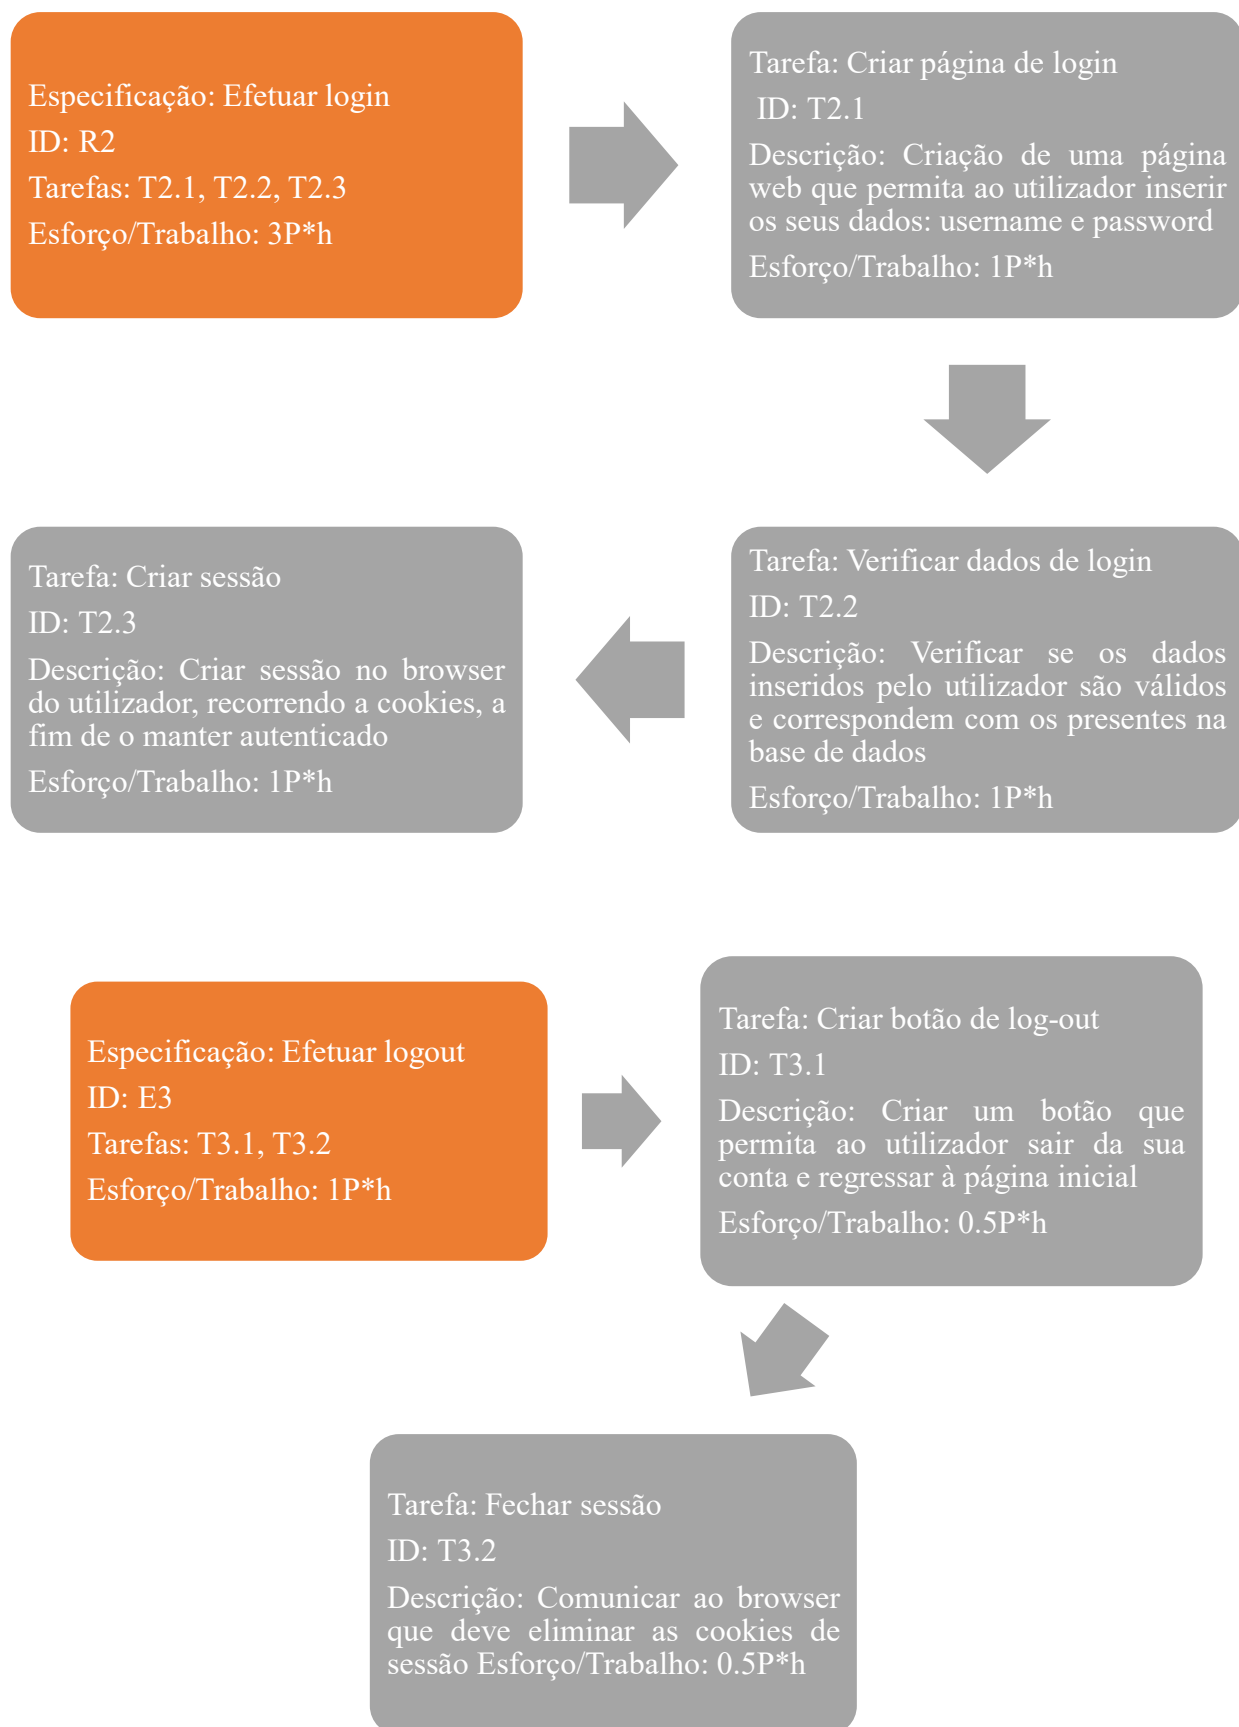 Especificação: Efetuar login
ID: R2
Tarefas: T2.1, T2.2, T2.3
Esforço/Trabalho: 3P*h
Tarefa: Criar página de login
ID: T2.1
Descrição: Criação de uma página
web que permita ao utilizador inserir
os seus dados: username e password
Esforço/Trabalho: 1P*h
Tarefa: Verificar dados de login
ID: T2.2
Descrição: Verificar se os dados
inseridos pelo utilizador são válidos
e correspondem com os presentes na
base de dados
Esforço/Trabalho: 1P*h
Tarefa: Criar sessão
ID: T2.3
Descrição: Criar sessão no browser
do utilizador, recorrendo a cookies, a
fim de o manter autenticado
Esforço/Trabalho: 1P*h
Especificação: Efetuar logout
ID: E3
Tarefas: T3.1, T3.2
Esforço/Trabalho: 1P*h
Tarefa: Criar botão de log-out
ID: T3.1
Descrição: Criar um botão que
permita ao utilizador sair da sua
conta e regressar à página inicial
Esforço/Trabalho: 0.5P*h
Tarefa: Fechar sessão
ID: T3.2
Descrição: Comunicar ao browser
que deve eliminar as cookies de
sessão Esforço/Trabalho: 0.5P*h